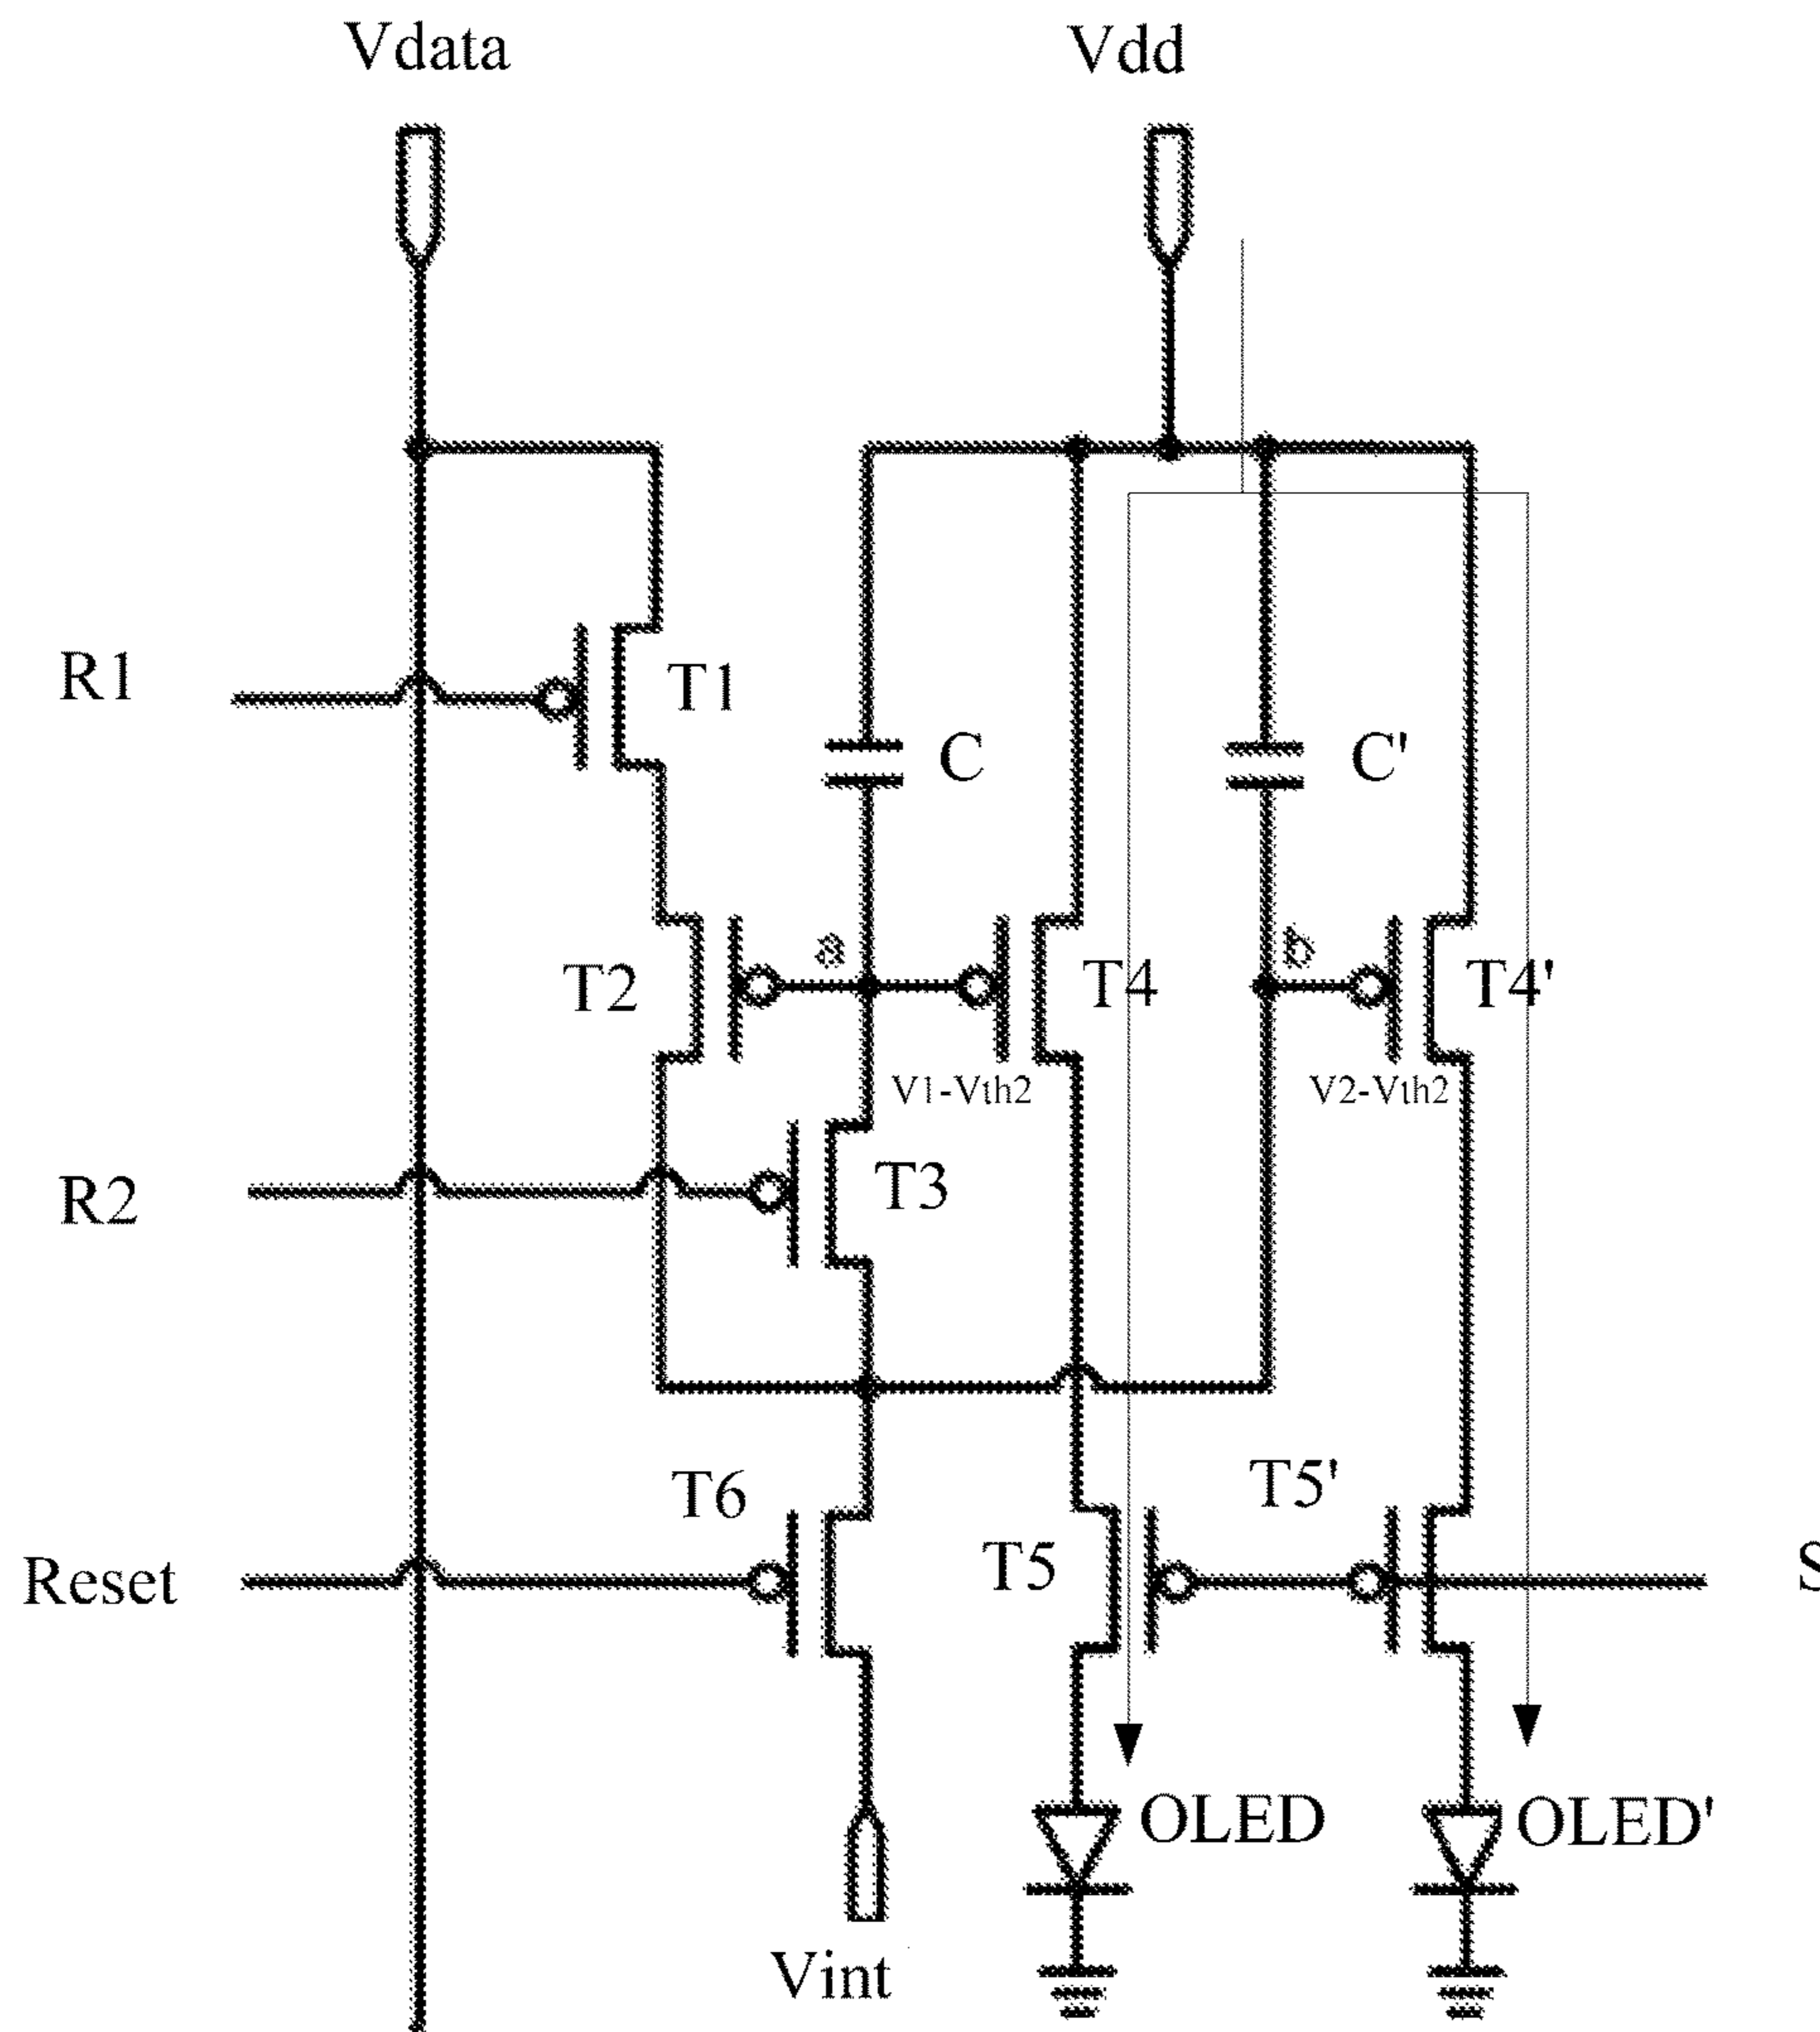 Vdata Vdd
R1
T1
C C'
a b
T2 T4 T4'
V1-Vth2 V2-Vth2
R2 T3
T6 T5'
Reset T5 S
OLED OLED'
Vint